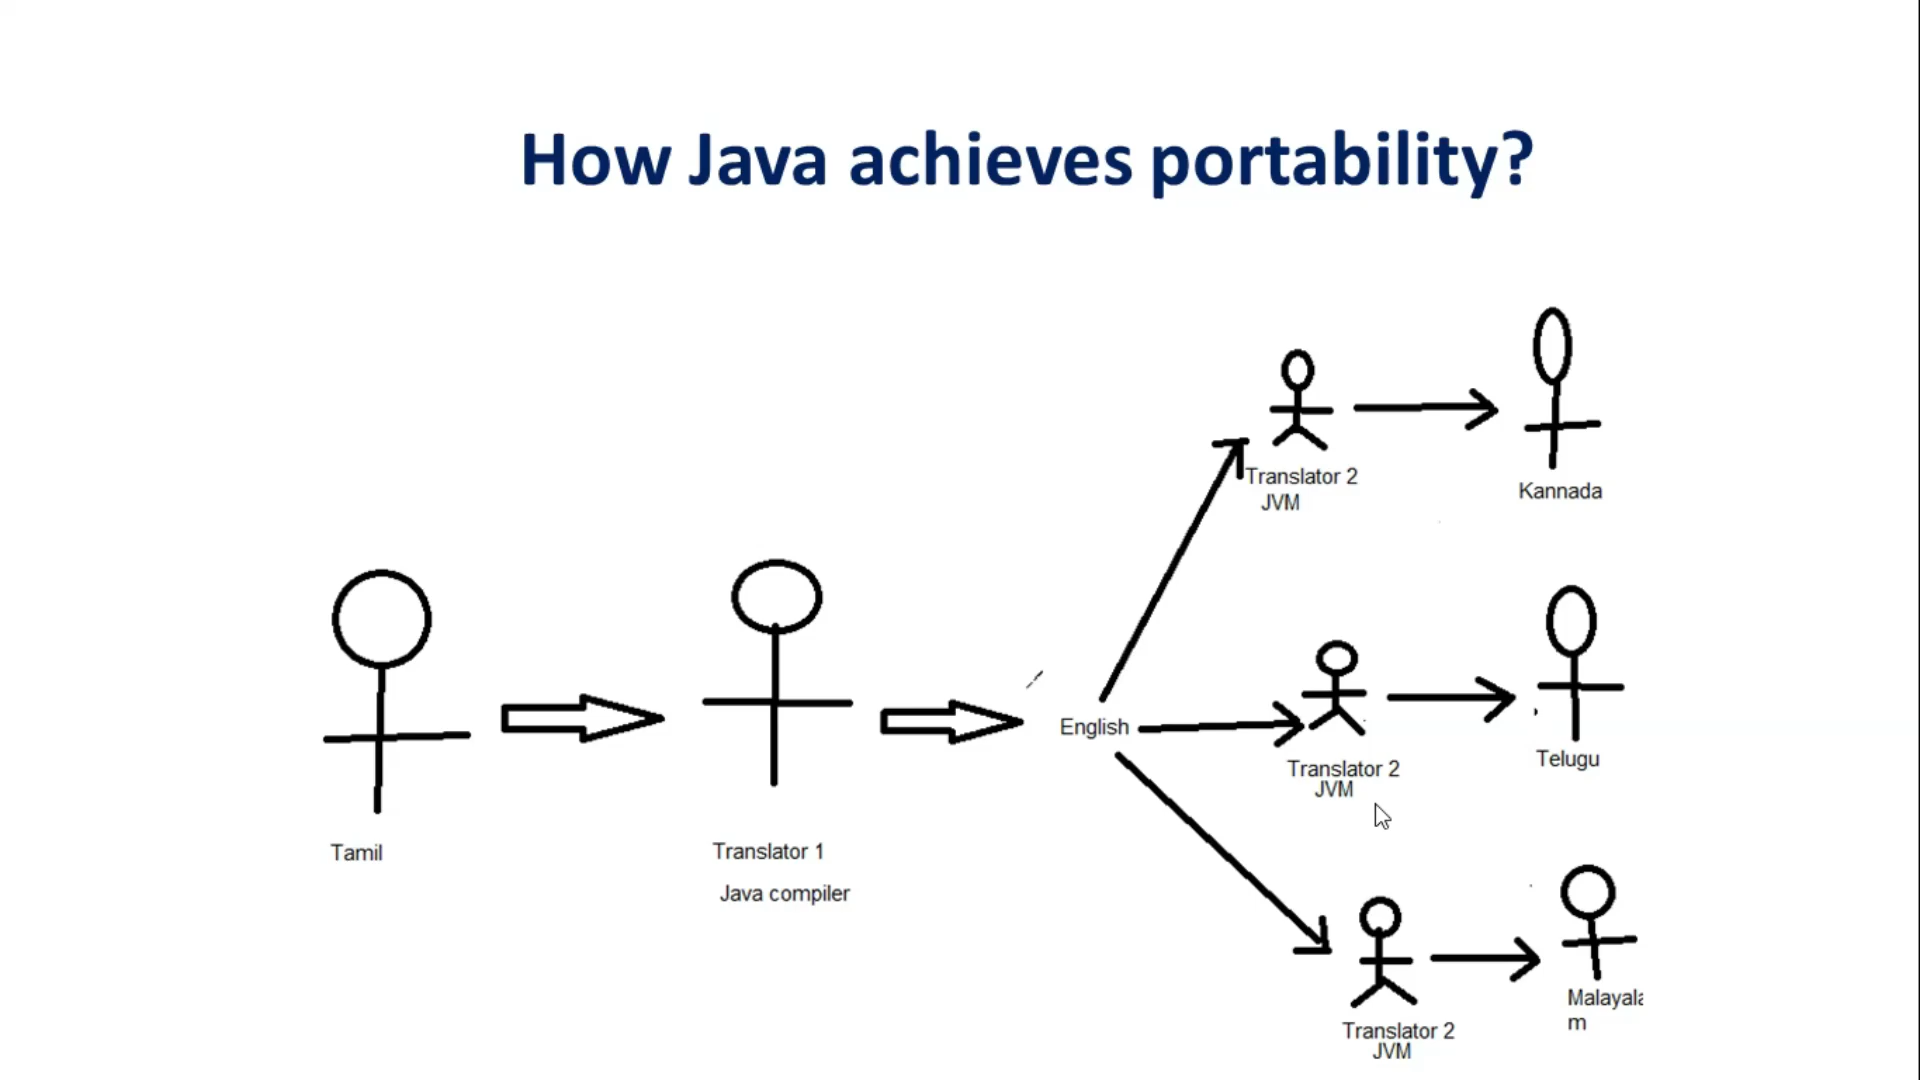 How Java achieves portability?
Translator 2
JVM
Kannada
English
Translator 2
JVM
Telugu
Tamil
Translator 1
Java compiler
Malayala
m
Translator 2
JVM